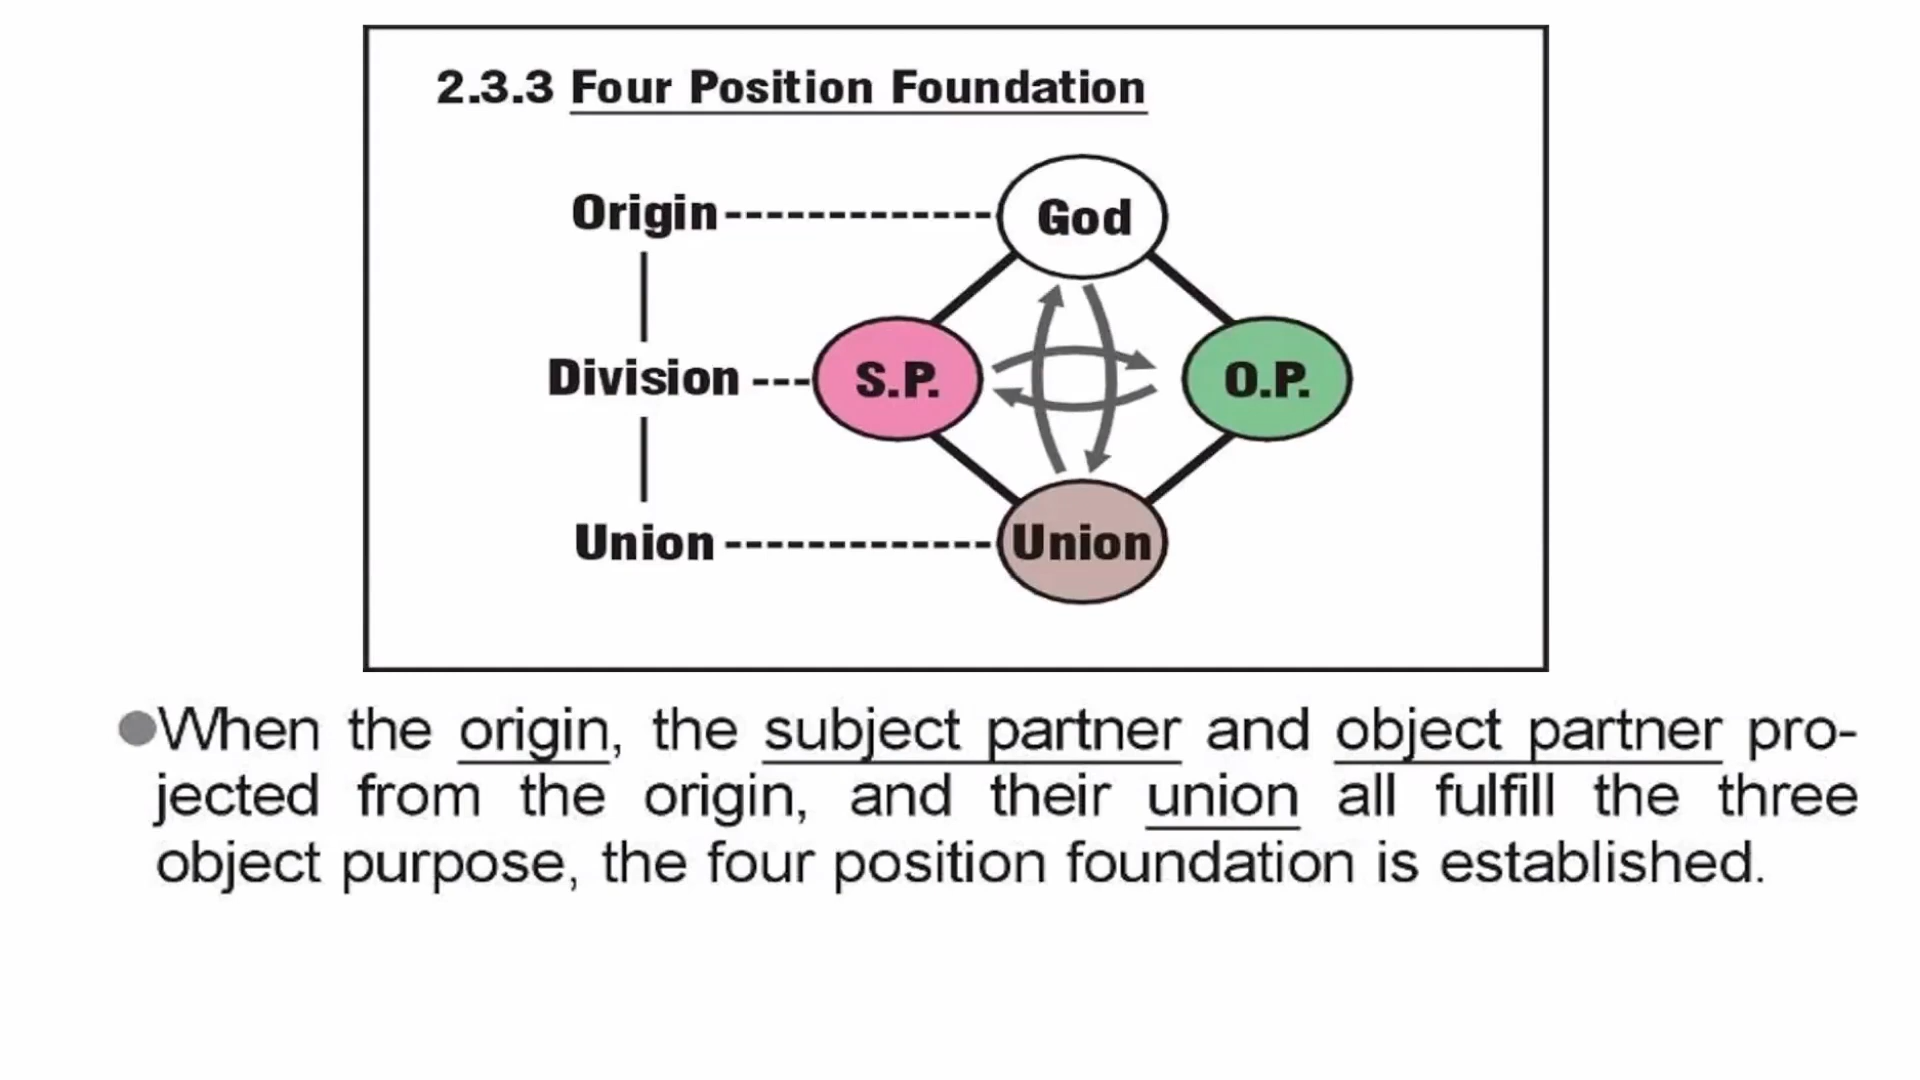 2.3.3 Four Position Foundation
Origin
God
Division
S.P.
O.P.
Union
Union
When the origin, the subject partner and object partner pro-
jected from the origin, and their union all fulfill the three
object purpose, the four position foundation is established.